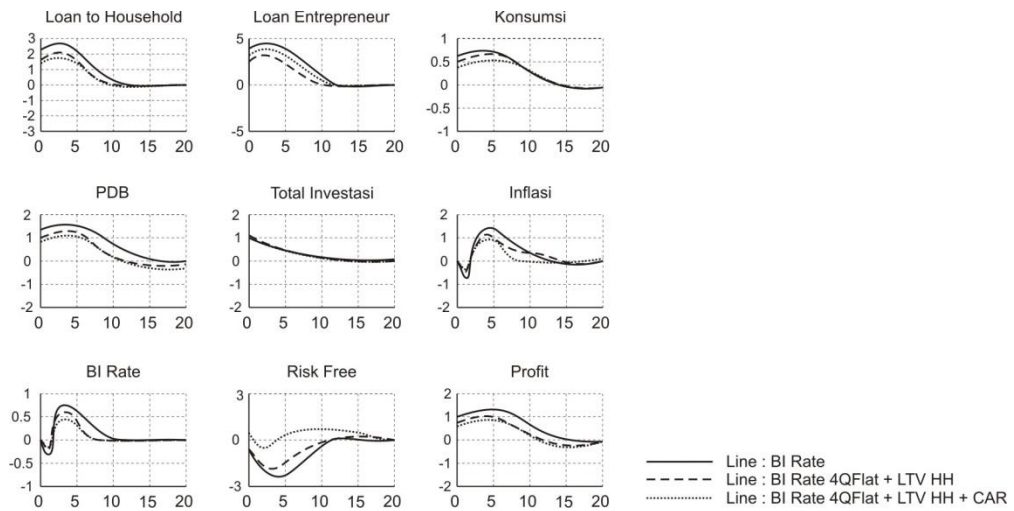 Loan to Household Loan Entrepreneur Konsumsi
3 5 1
2 0.5
1
0 0 0
-1
-2 -0.5
-3 -5 -1
0 5 10 15 20 0 5 10 15 20 0 5 10 15 20
PDB Total Investasi Inflasi
2 2 2
1 1 1
0 0 0
-1 -1 -1
-2 -2 -2
0 5 10 15 20 0 5 10 15 20 0 5 10 15 20
BI Rate Risk Free Profit
1 3 2
0.5 1
0 0 0
-0.5 -1
-1 -3 -2
0 5 10 15 20 0 5 10 15 20 0 5 10 15 20
Line : BI Rate
Line : BI Rate 4QFlat + LTV HH
Line : BI Rate 4QFlat + LTV HH + CAR